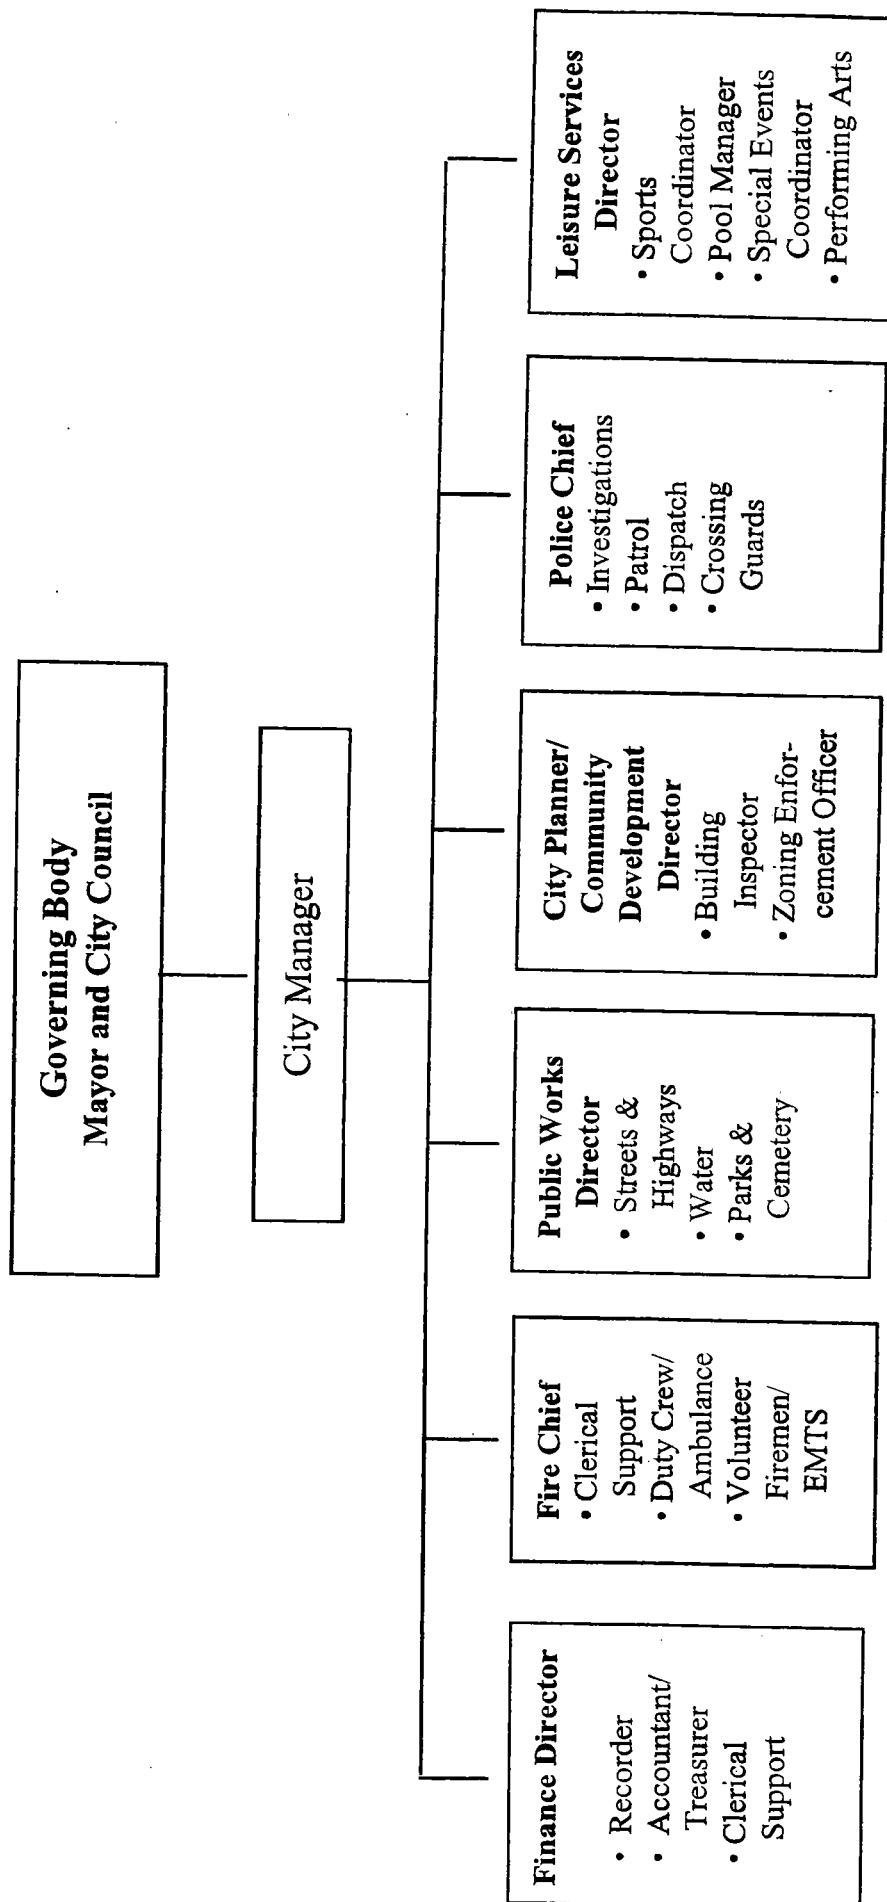 Governing Body
Mayor and City Council
City Manager
Finance Director
• Recorder
• Accountant/
Treasurer
• Clerical
Support
Fire Chief
• Clerical
Support
• Duty Crew/
Ambulance
• Volunteer
Firemen/
EMTS
Public Works
Director
• Streets &
Highways
• Water
• Parks &
Cemetery
City Planner/
Community
Development
Director
• Building
Inspector
• Zoning Enfor-
cement Officer
Police Chief
• Investigations
• Patrol
• Dispatch
• Crossing
Guards
Leisure Services
Director
• Sports
Coordinator
• Pool Manager
• Special Events
Coordinator
• Performing Arts